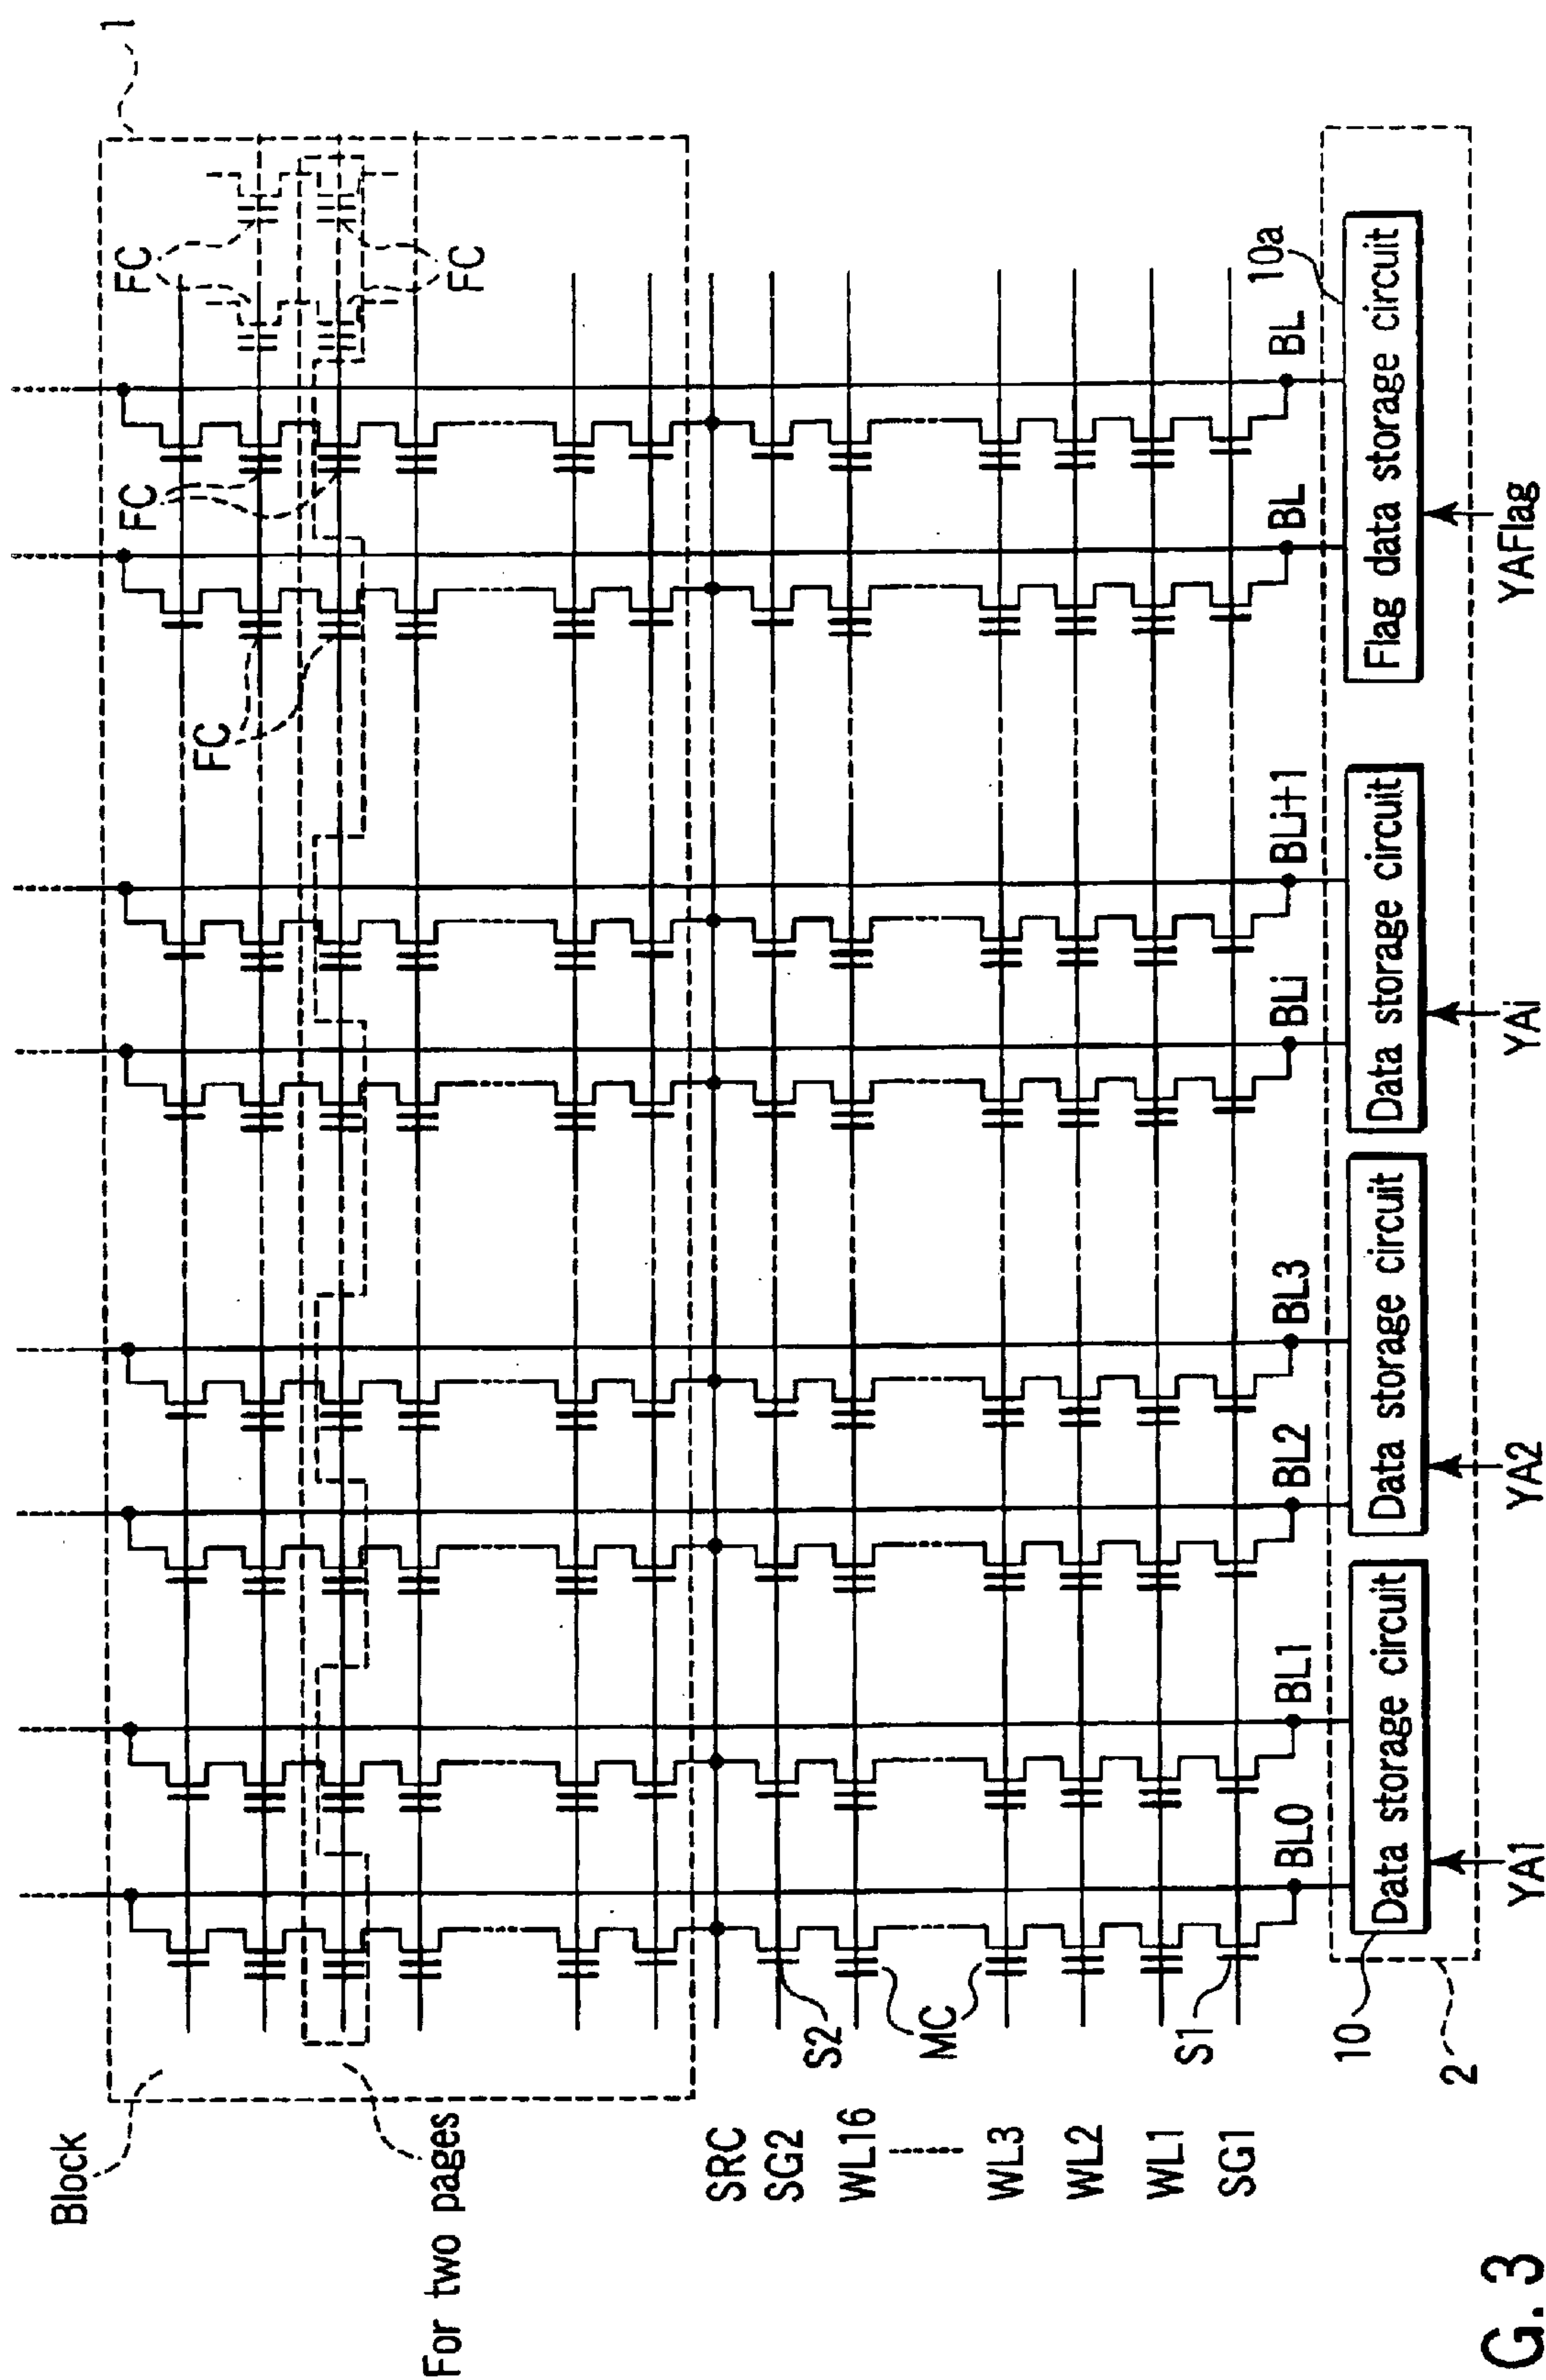 1
Block
For two pages
FC
FC
FC
FC
SRC
SG2
WL16
WL3
WL2
WL1
SG1
S2
MC
S1
BL0
BL1
BL2
BL3
BLi
BLi+1
BL
BL
10a
10
Data storage circuit
Data storage circuit
Data storage circuit
Flag data storage circuit
2
YA1
YA2
YAi
YAFlag
G. 3